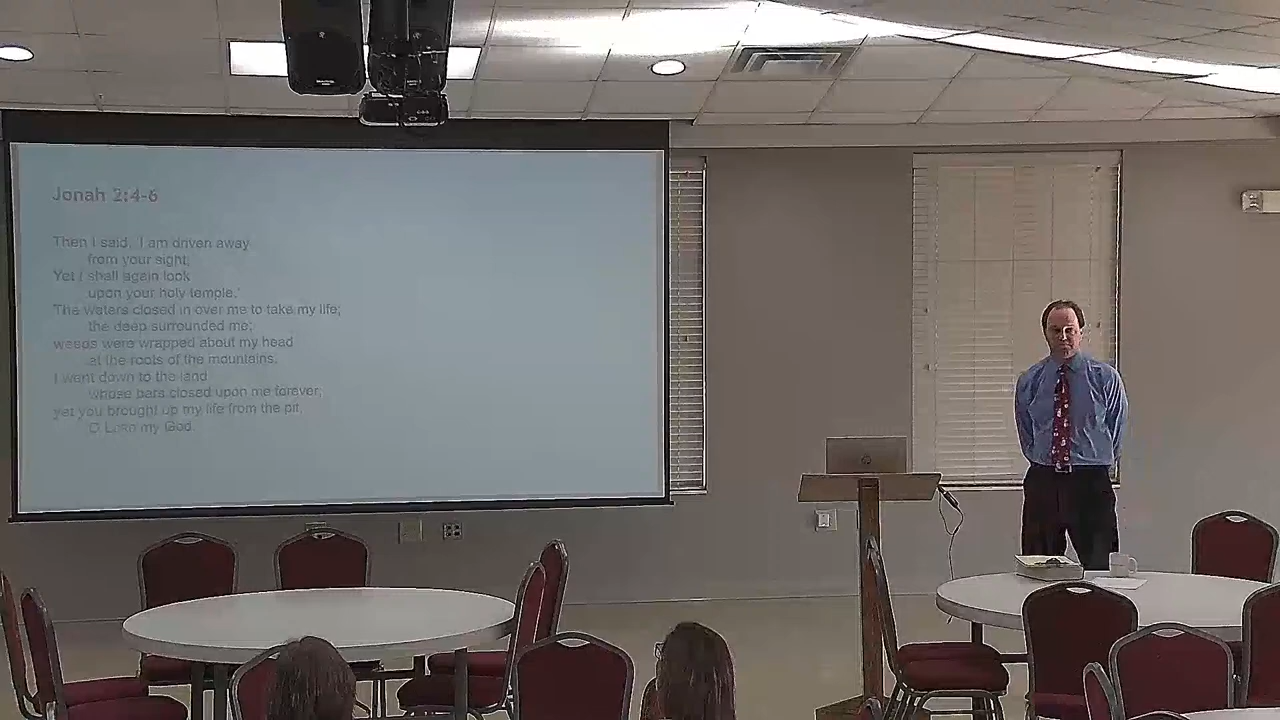 Jonah 2:4-6
Then I said, 'I am driven away
from your sight;
Yet I shall again look
upon your holy temple.'
The waters closed in over me to take my life;
the deep surrounded me;
weeds were wrapped about my head
at the roots of the mountains.
I went down to the land
whose bars closed upon me forever;
yet you brought up my life from the pit,
O LORD my God.